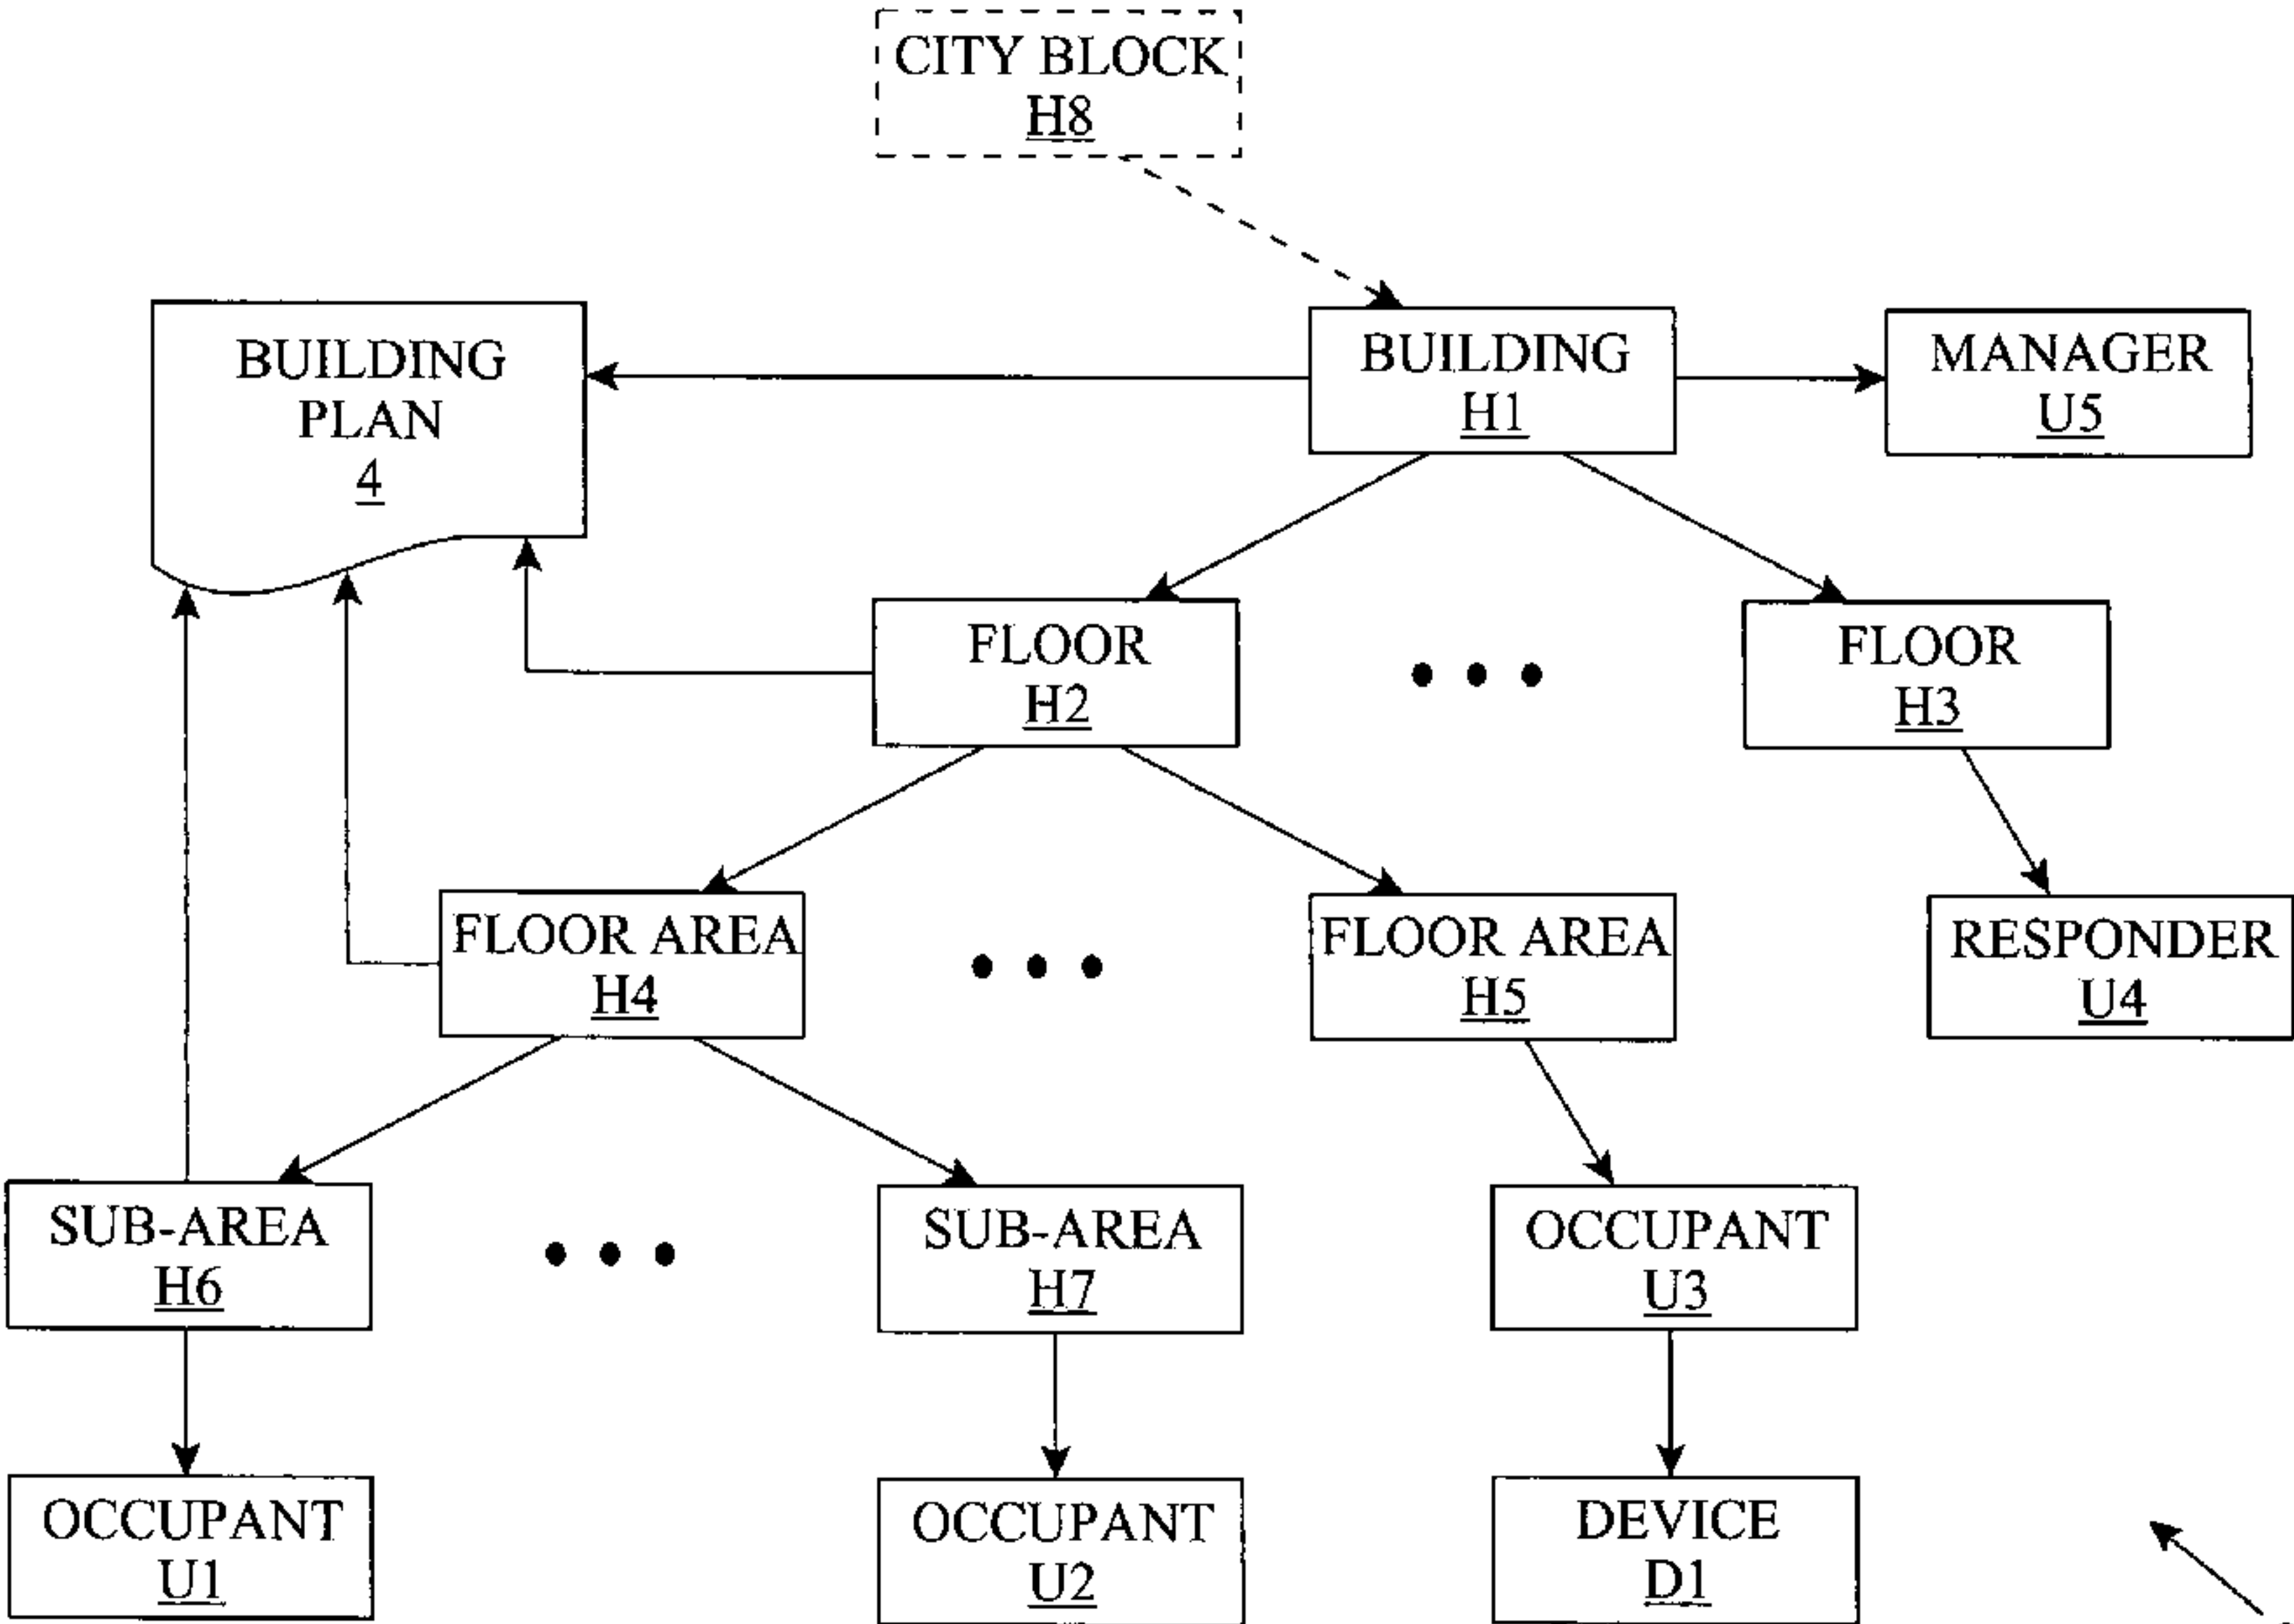 CITY BLOCK
H8
BUILDING
PLAN
4
BUILDING
H1
MANAGER
U5
FLOOR
H2
FLOOR
H3
FLOOR AREA
H4
FLOOR AREA
H5
RESPONDER
U4
SUB-AREA
H6
SUB-AREA
H7
OCCUPANT
U3
OCCUPANT
U1
OCCUPANT
U2
DEVICE
D1